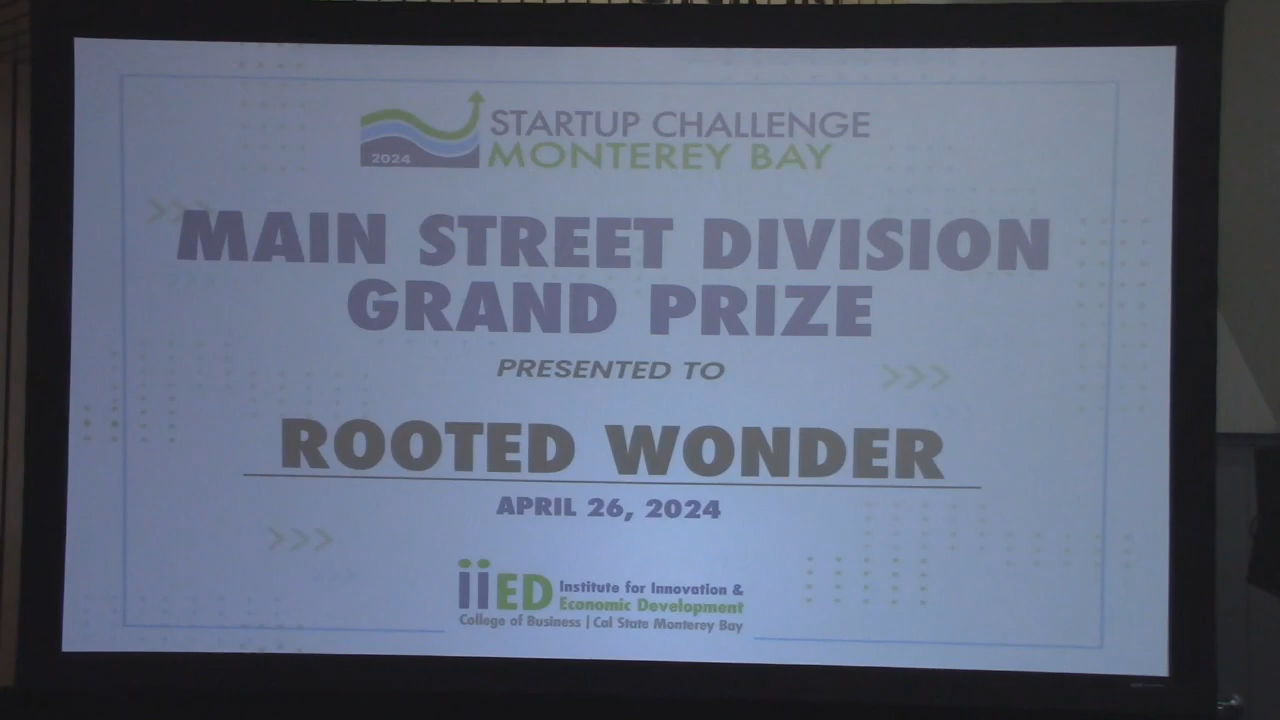 STARTUP CHALLENGE
2024
MONTEREY BAY
MAIN STREET DIVISION
GRAND PRIZE
PRESENTED TO
ROOTED WONDER
APRIL 26, 2024
iiED
Institute for Innovation &
Economic Development
College of Business | Cal State Monterey Bay